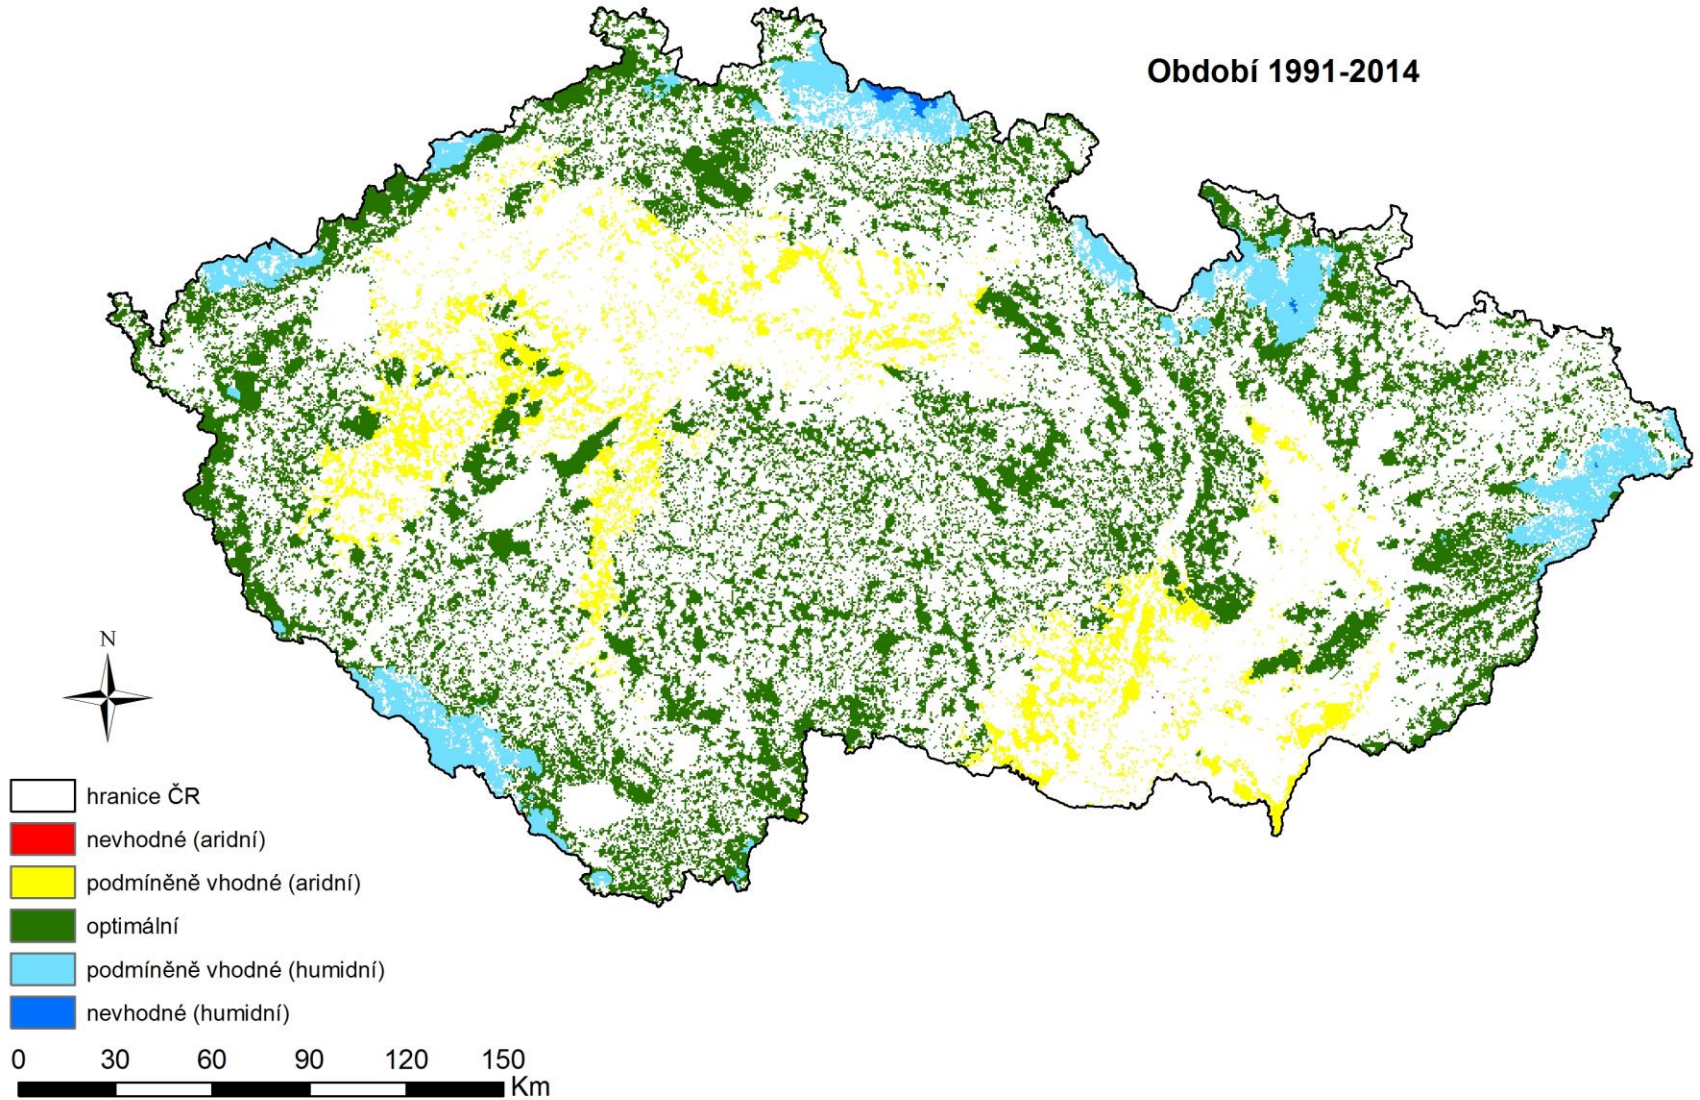 Období 1991-2014
N
hranice ČR
nevhodné (aridní)
podmíněně vhodné (aridní)
optimální
podmíněně vhodné (humidní)
nevhodné (humidní)
0 30 60 90 120 150
Km